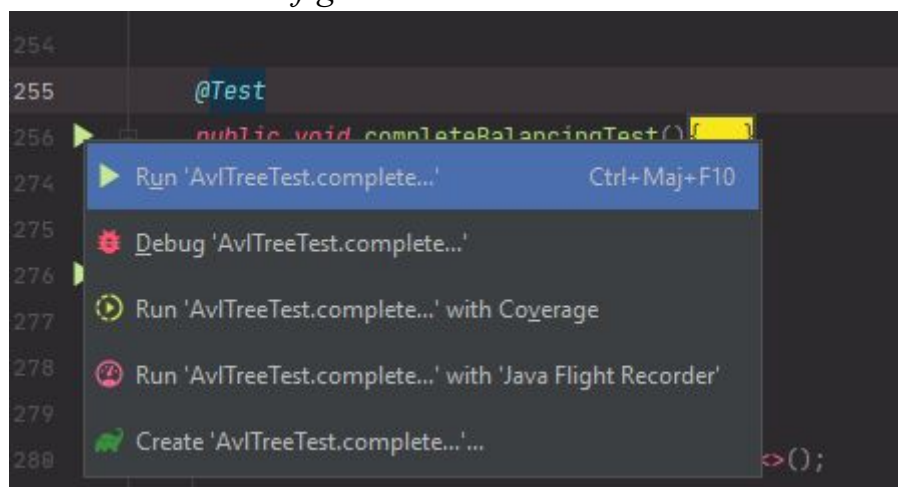 254
255 @Test
256 public void completeBalancingTest(){...}
274 Run 'AvlTreeTest.complete...' Ctrl+Maj+F10
275 Debug 'AvlTreeTest.complete...'
276
277 Run 'AvlTreeTest.complete...' with Coverage
278 Run 'AvlTreeTest.complete...' with 'Java Flight Recorder'
279
280 Create 'AvlTreeTest.complete...'... <>();